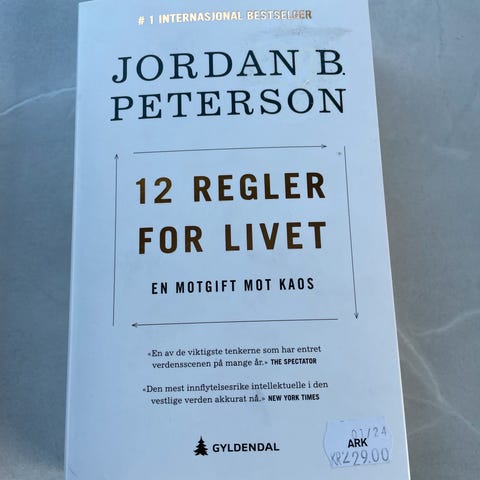 # 1 INTERNASJONAL BESTSELGER
JORDAN B.
PETERSON
12 REGLER
FOR LIVET
EN MOTGIFT MOT KAOS
«En av de viktigste tenkerne som har entret
verdensscenen på mange år.» THE SPECTATOR
«Den mest innflytelsesrike intellektuelle i den
vestlige verden akkurat nå.» NEW YORK TIMES
GYLDENDAL
01/24
ARK